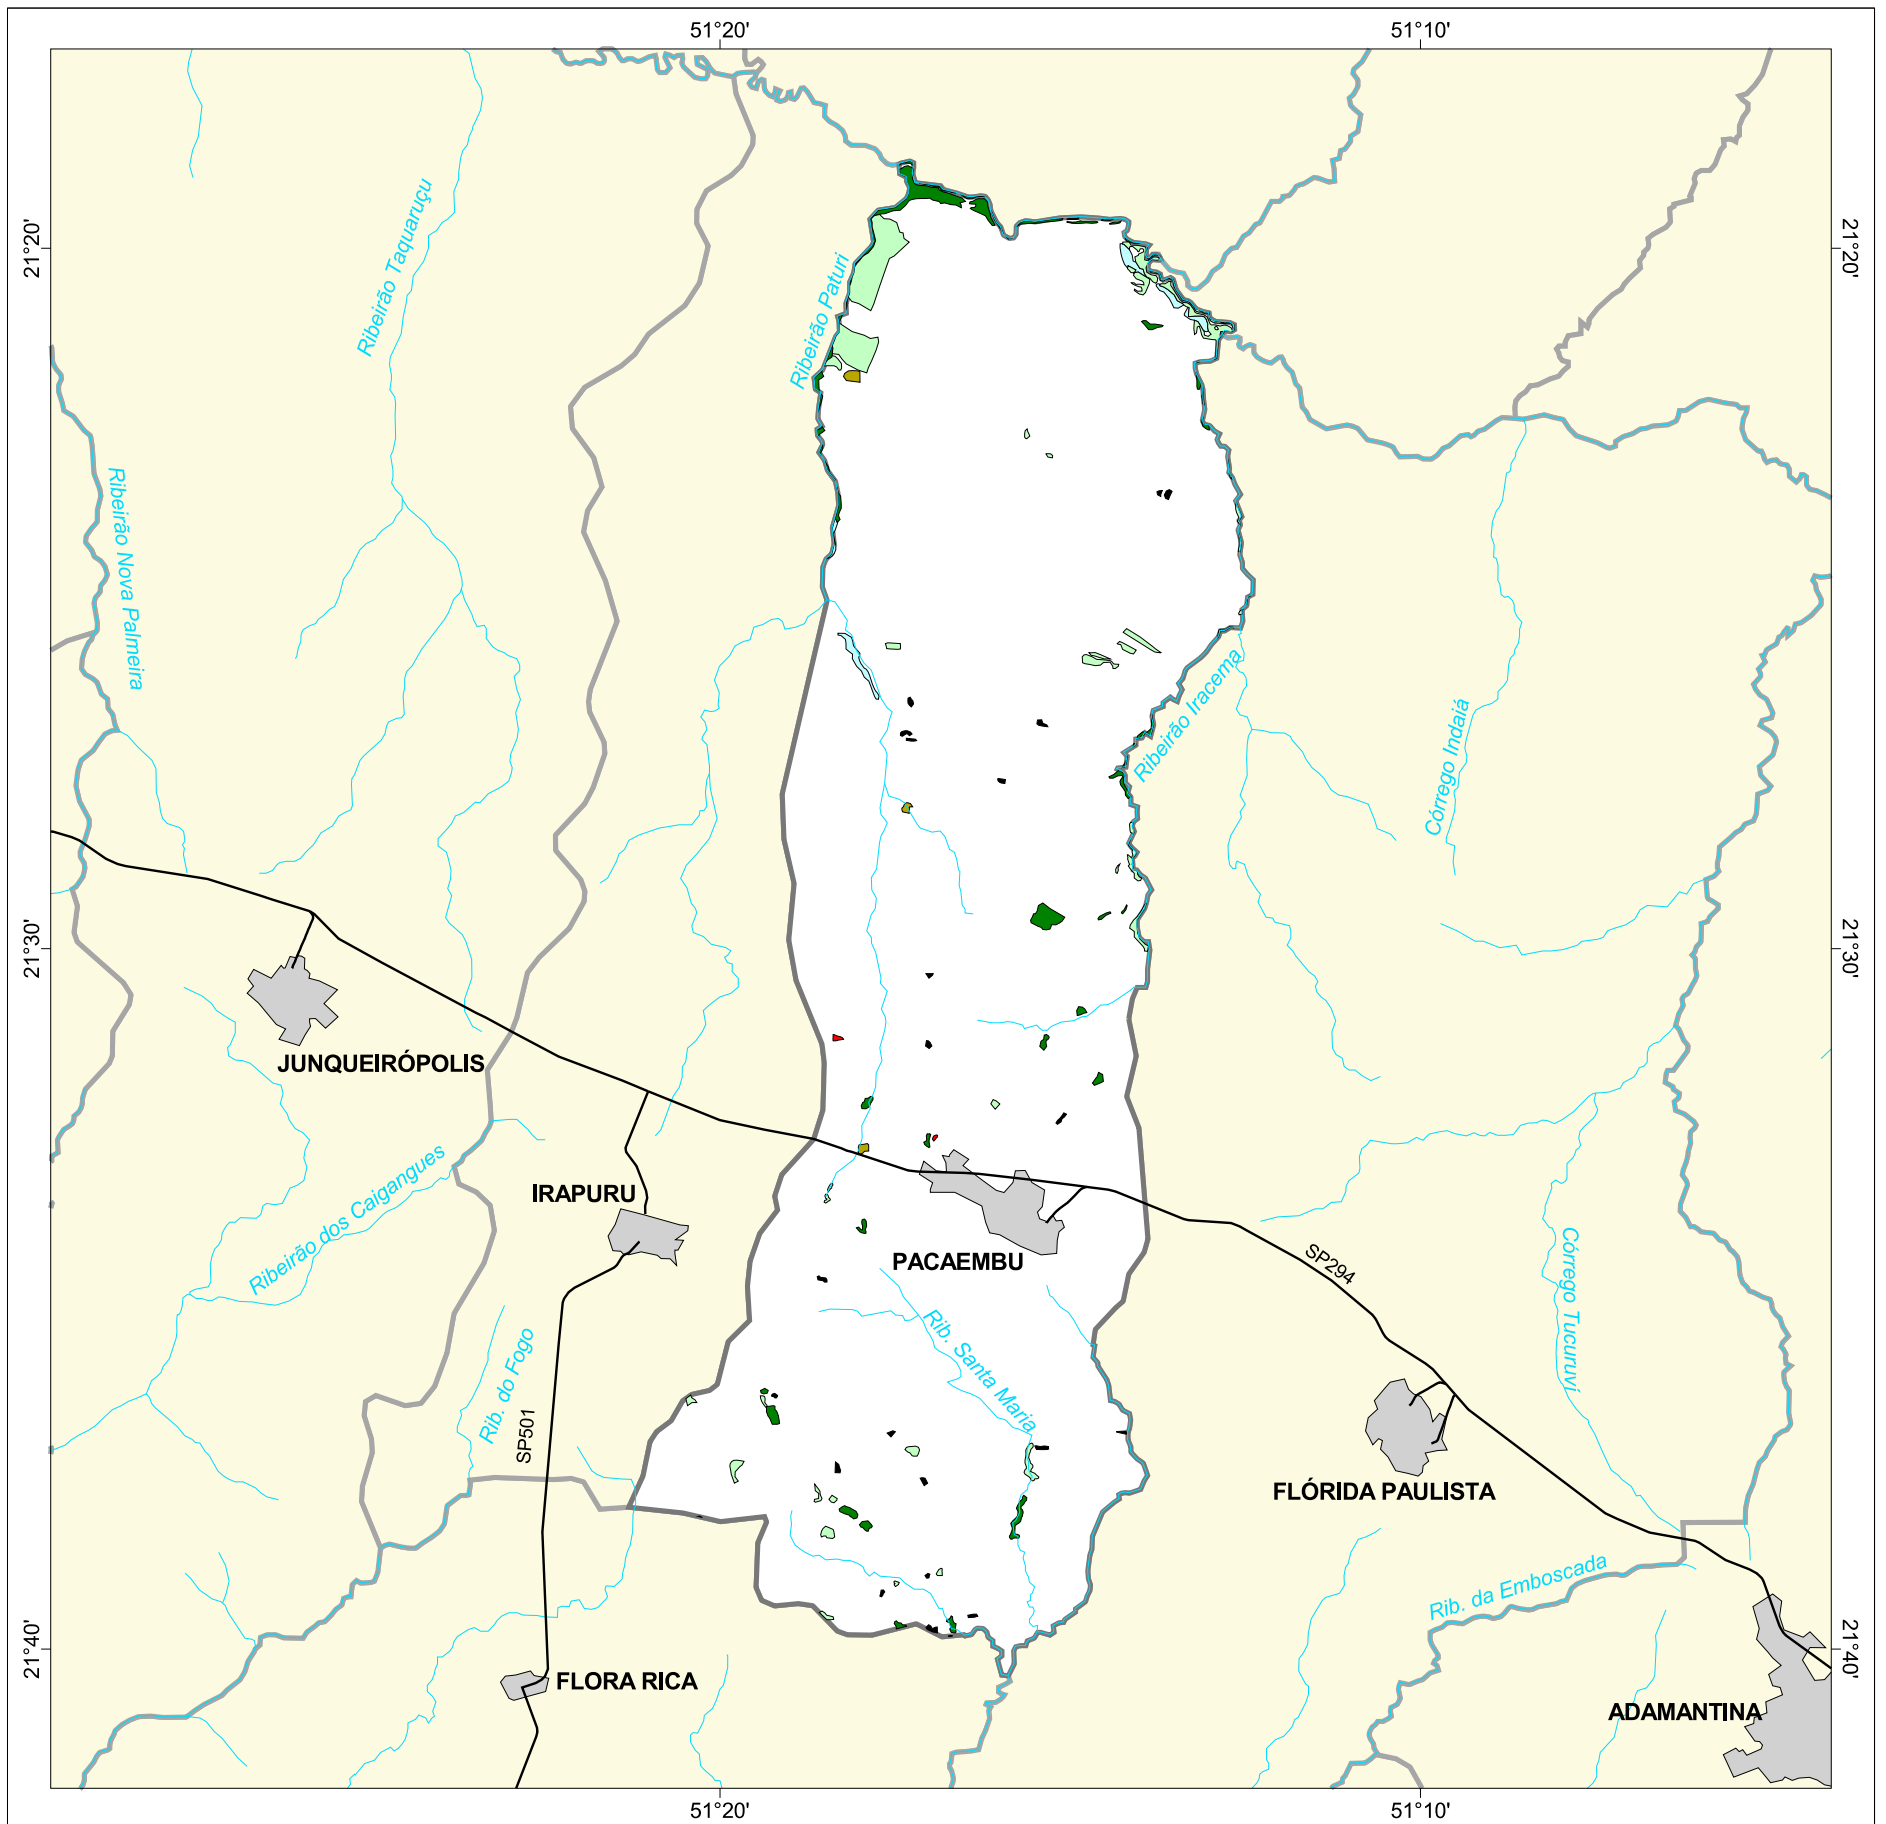 51°20'
51°10'
21°20'
21°20'
Ribeirão Taquaruçu
Ribeirão Paturi
Ribeirão Nova Palmeira
Ribeirão Iracema
Córrego Indaiá
21°30'
21°30'
JUNQUEIRÓPOLIS
Ribeirão dos Caigangues
IRAPURU
PACAEMBU
SP294
Córrego Tucuruvi
Rib. do Fogo
Rib. Santa Maria
SP501
FLÓRIDA PAULISTA
Rib. da Emboscada
21°40'
21°40'
FLORA RICA
ADAMANTINA
51°20'
51°10'